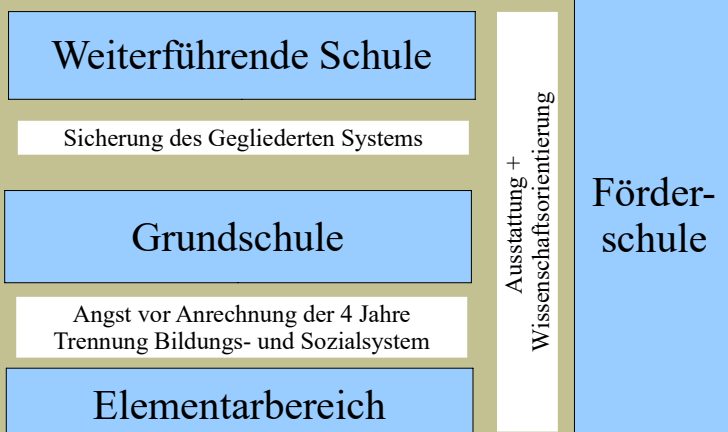 Weiterführende Schule
Sicherung des Gegliederten Systems
Grundschule
Angst vor Anrechnung der 4 Jahre
Trennung Bildungs- und Sozialsystem
Elementarbereich
Ausstattung +
Wissenschaftsorientierung
Förder-
schule